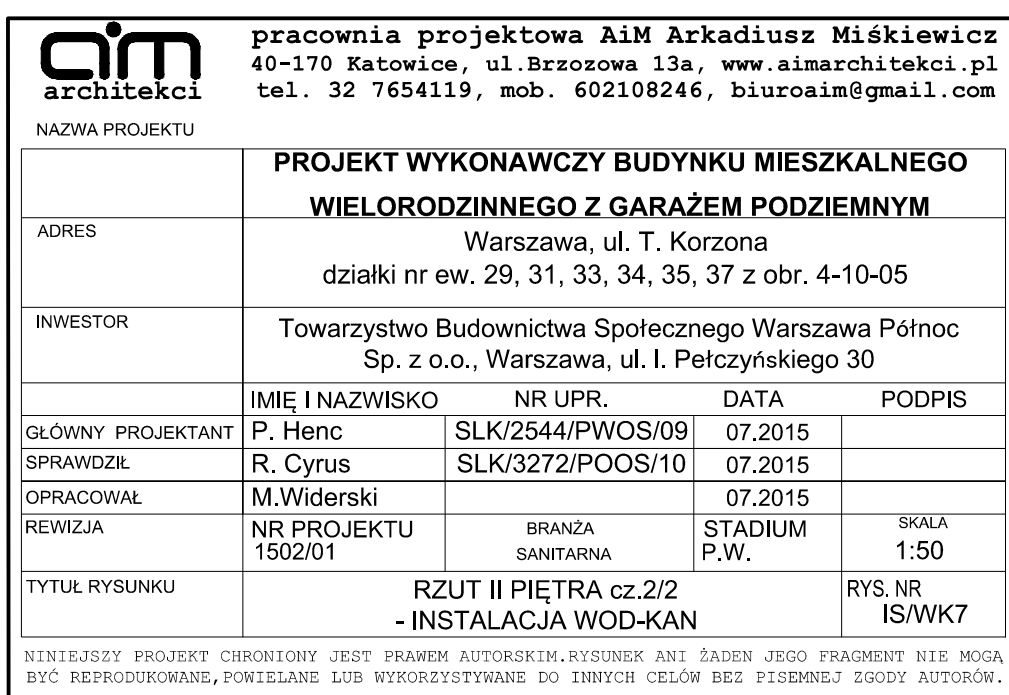 aim
architekci
pracownia projektowa AiM Arkadiusz Miśkiewicz
40-170 Katowice, ul.Brzozowa 13a, www.aimarchitekci.pl
tel. 32 7654119, mob. 602108246, biuroaim@gmail.com
NAZWA PROJEKTU
PROJEKT WYKONAWCZY BUDYNKU MIESZKALNEGO
WIELORODZINNEGO Z GARAŻEM PODZIEMNYM
ADRES
Warszawa, ul. T. Korzona
działki nr ew. 29, 31, 33, 34, 35, 37 z obr. 4-10-05
INWESTOR
Towarzystwo Budownictwa Społecznego Warszawa Północ
Sp. z o.o., Warszawa, ul. I. Pełczyńskiego 30
IMIĘ I NAZWISKO NR UPR. DATA PODPIS
GŁÓWNY PROJEKTANT P. Henc SLK/2544/PWOS/09 07.2015
SPRAWDZIŁ R. Cyrus SLK/3272/POOS/10 07.2015
OPRACOWAŁ M.Widerski 07.2015
REWIZJA NR PROJEKTU BRANŻA STADIUM SKALA
1502/01 SANITARNA P.W. 1:50
TYTUŁ RYSUNKU RZUT II PIĘTRA cz.2/2 RYS. NR
- INSTALACJA WOD-KAN IS/WK7
NINIEJSZY PROJEKT CHRONIONY JEST PRAWEM AUTORSKIM.RYSUNEK ANI ŻADEN JEGO FRAGMENT NIE MOGĄ
BYĆ REPRODUKOWANE,POWIELANE LUB WYKORZYSTYWANE DO INNYCH CELÓW BEZ PISEMNEJ ZGODY AUTORÓW.